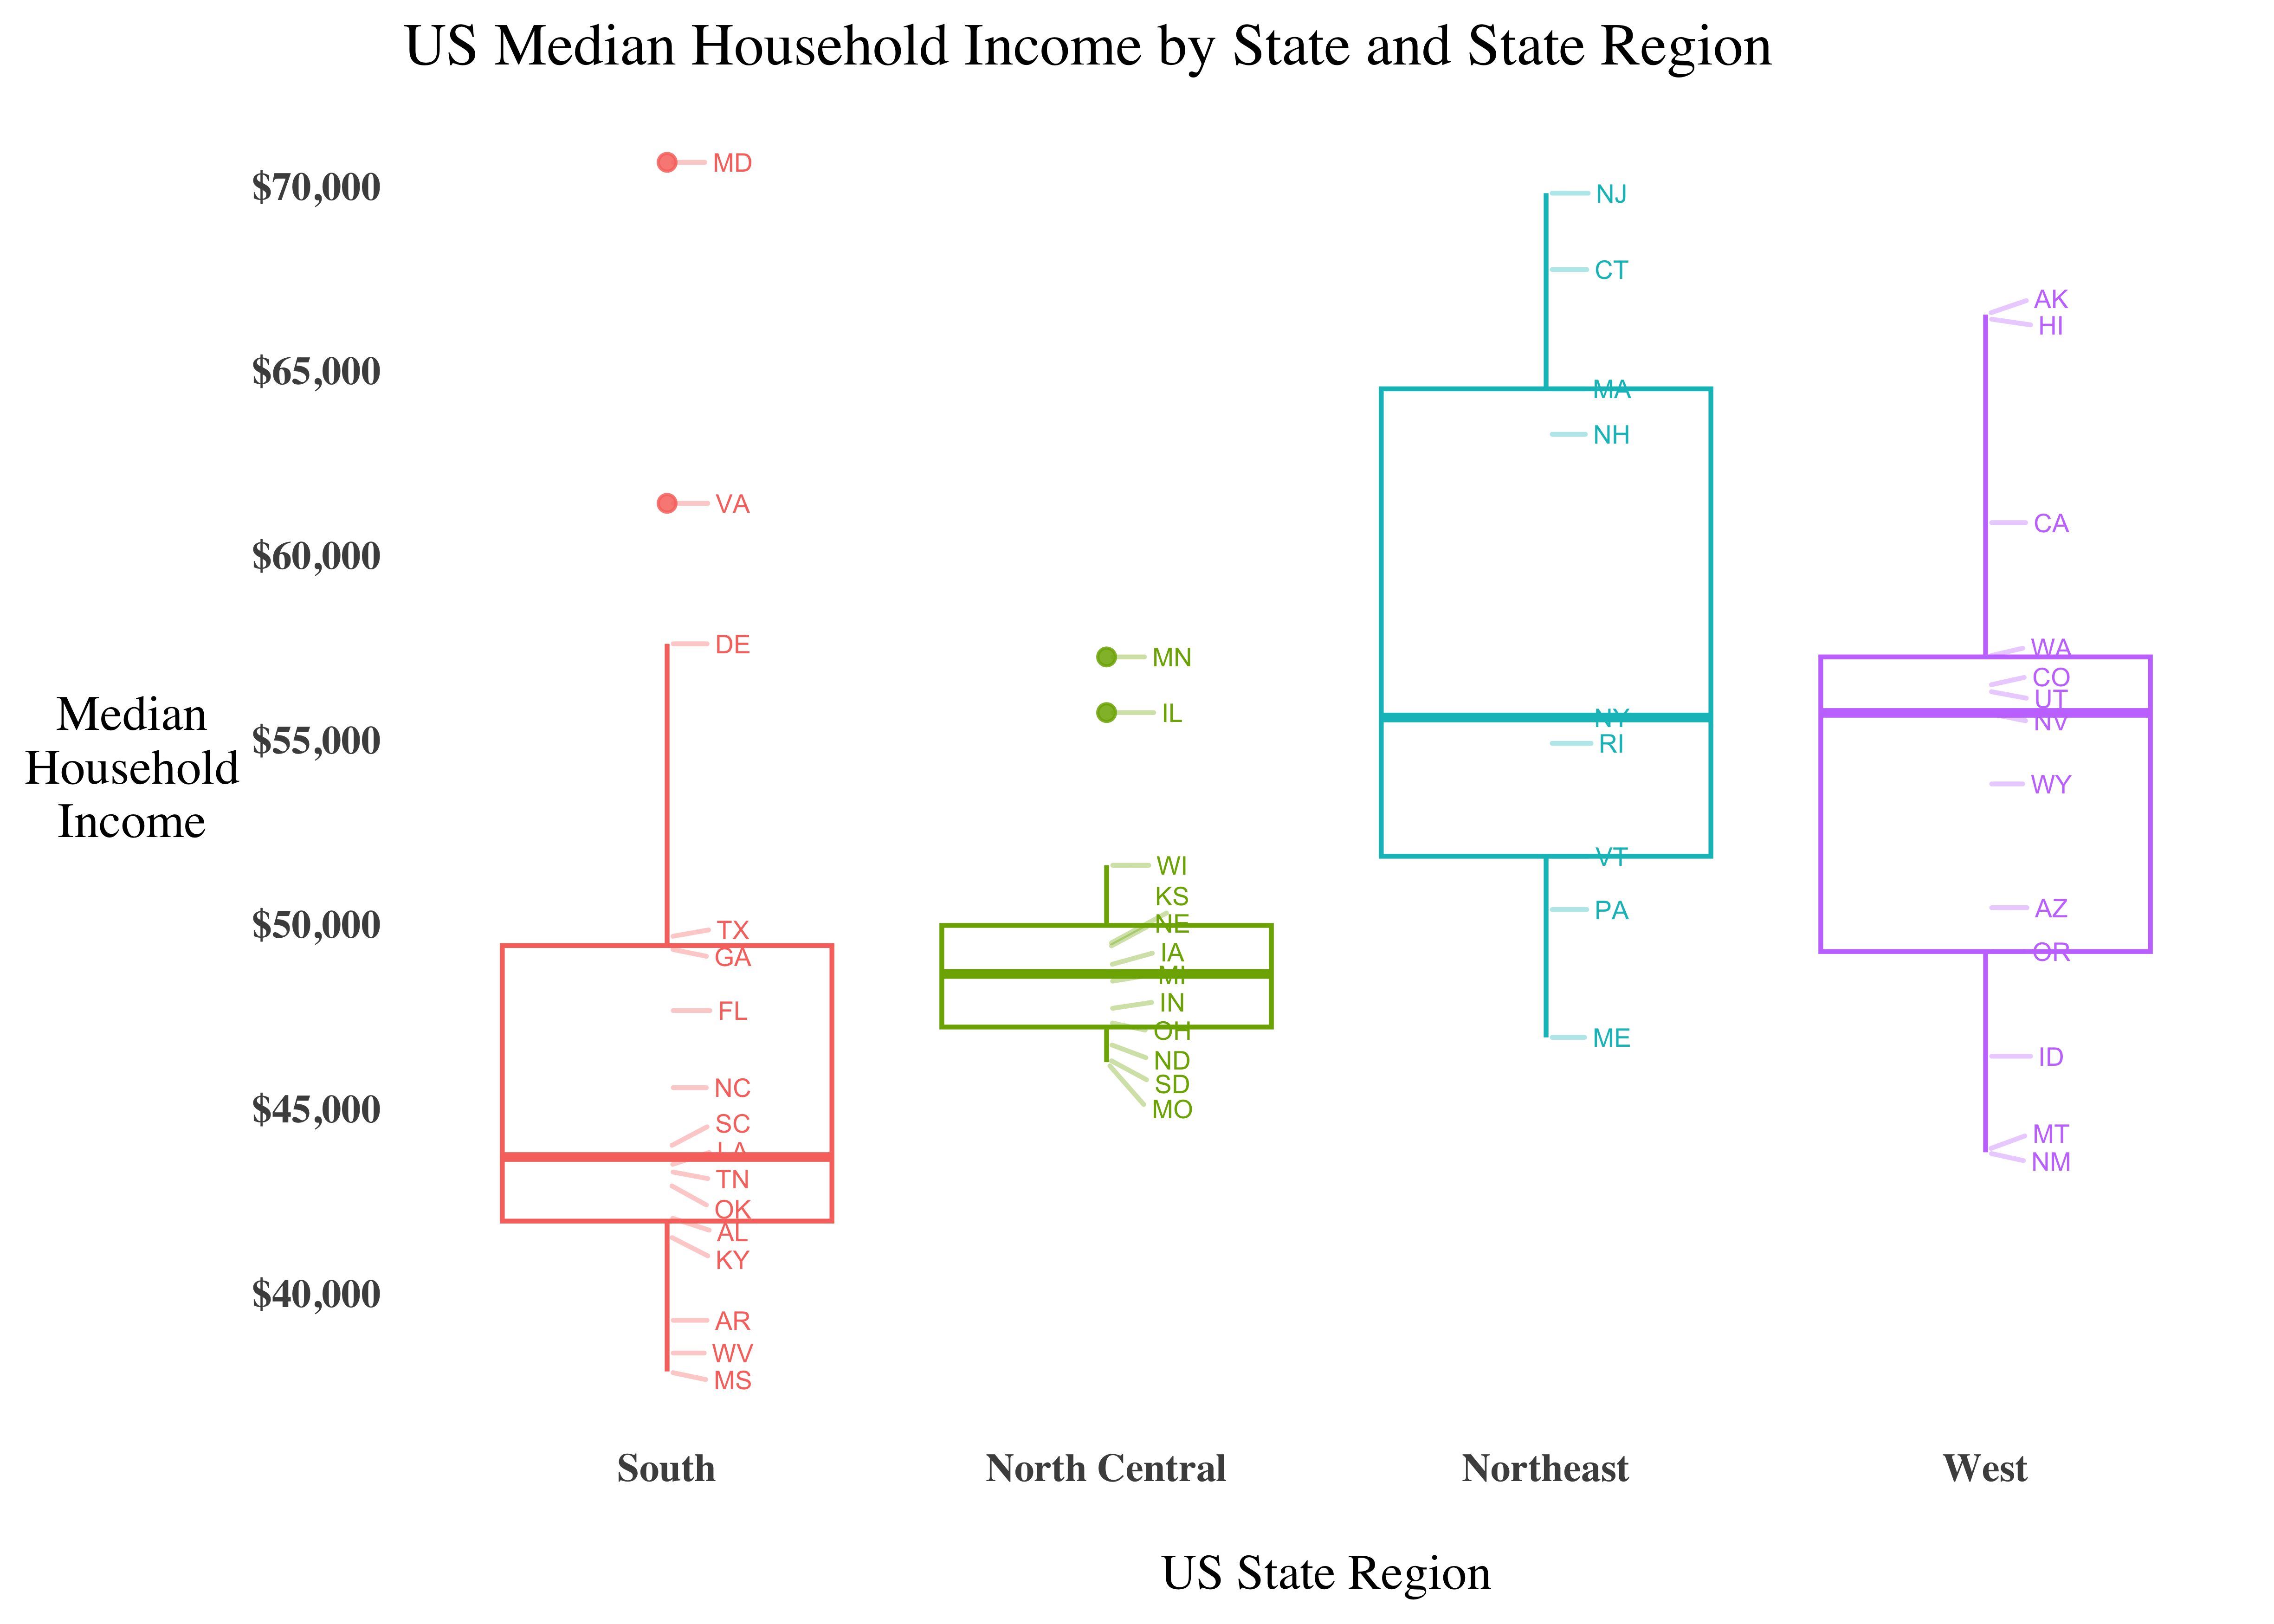 US Median Household Income by State and State Region
$70,000
$65,000
$60,000
$55,000
$50,000
$45,000
$40,000
Median
Household
Income
MD
VA
DE
TX
GA
FL
NC
SC
LA
TN
OK
AL
KY
AR
WV
MS
MN
IL
WI
KS
NE
IA
MI
IN
OH
ND
SD
MO
NJ
CT
MA
NH
NY
RI
VT
PA
ME
AK
HI
CA
WA
CO
UT
NV
WY
AZ
OR
ID
MT
NM
South
North Central
Northeast
West
US State Region